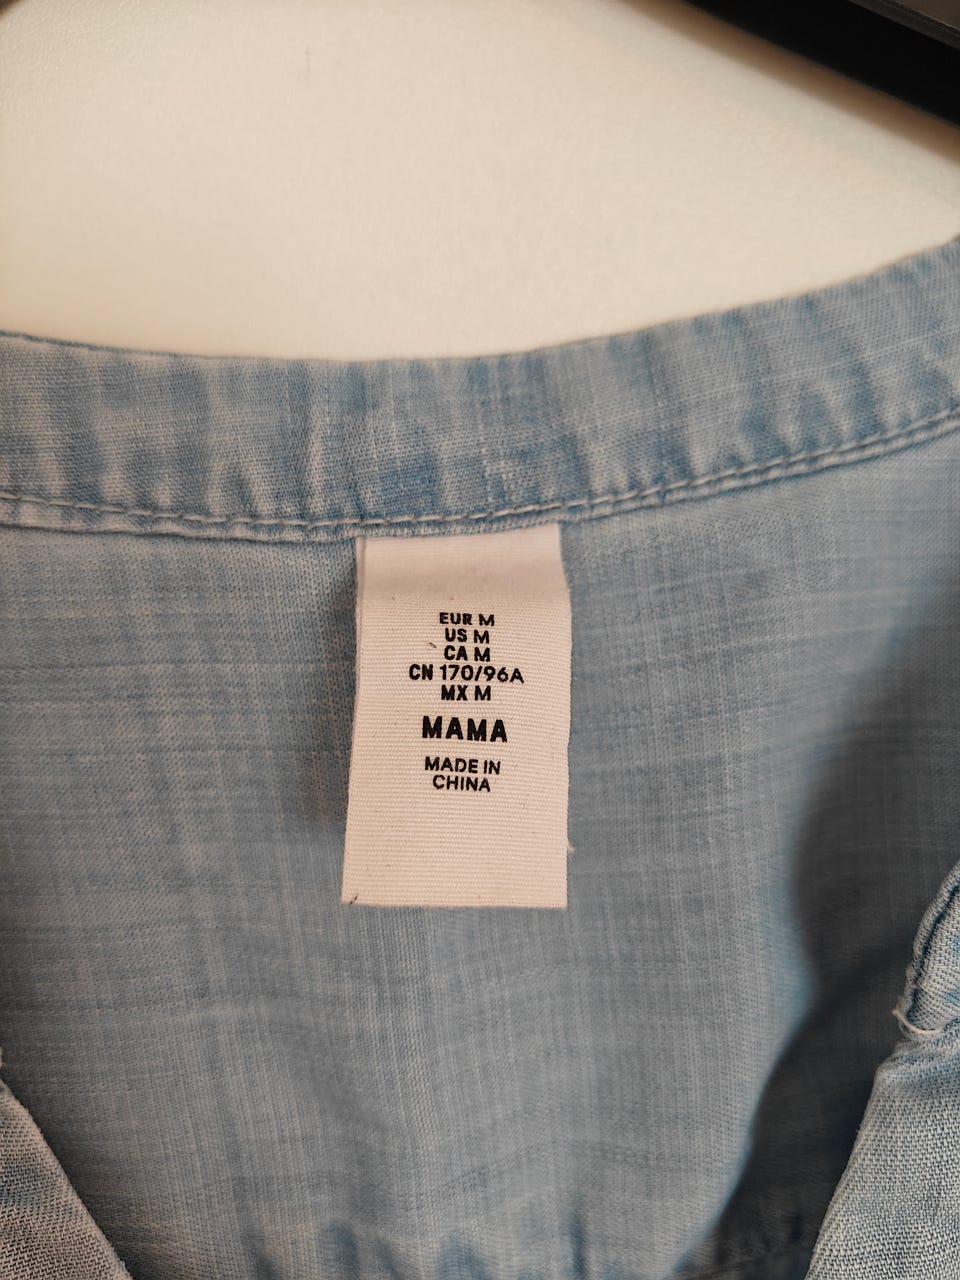 EUR M
US M
CA M
CN 170/96A
MX M
MAMA
MADE IN
CHINA